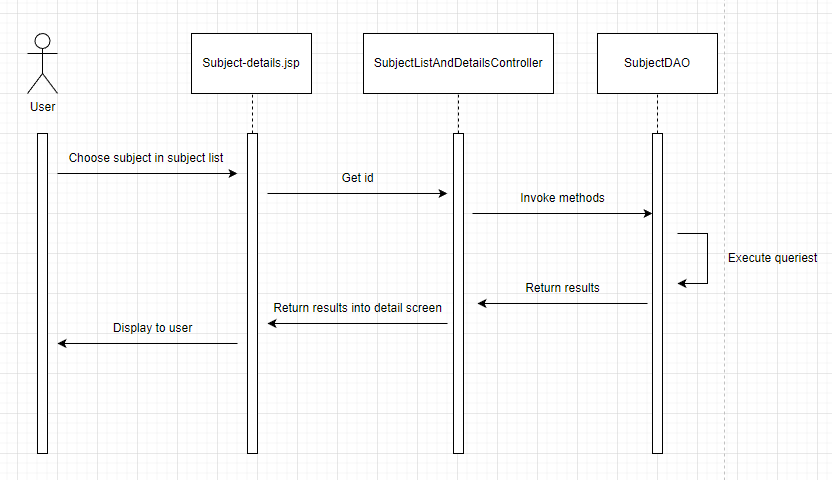 Subject-details.jsp
SubjectListAndDetailsController
SubjectDAO
User
Choose subject in subject list
Get id
Invoke methods
Execute queriest
Return results
Return results into detail screen
Display to user